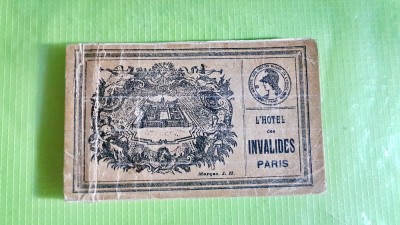 L'HOTEL
des
INVALIDES
PARIS
Marque J. H.